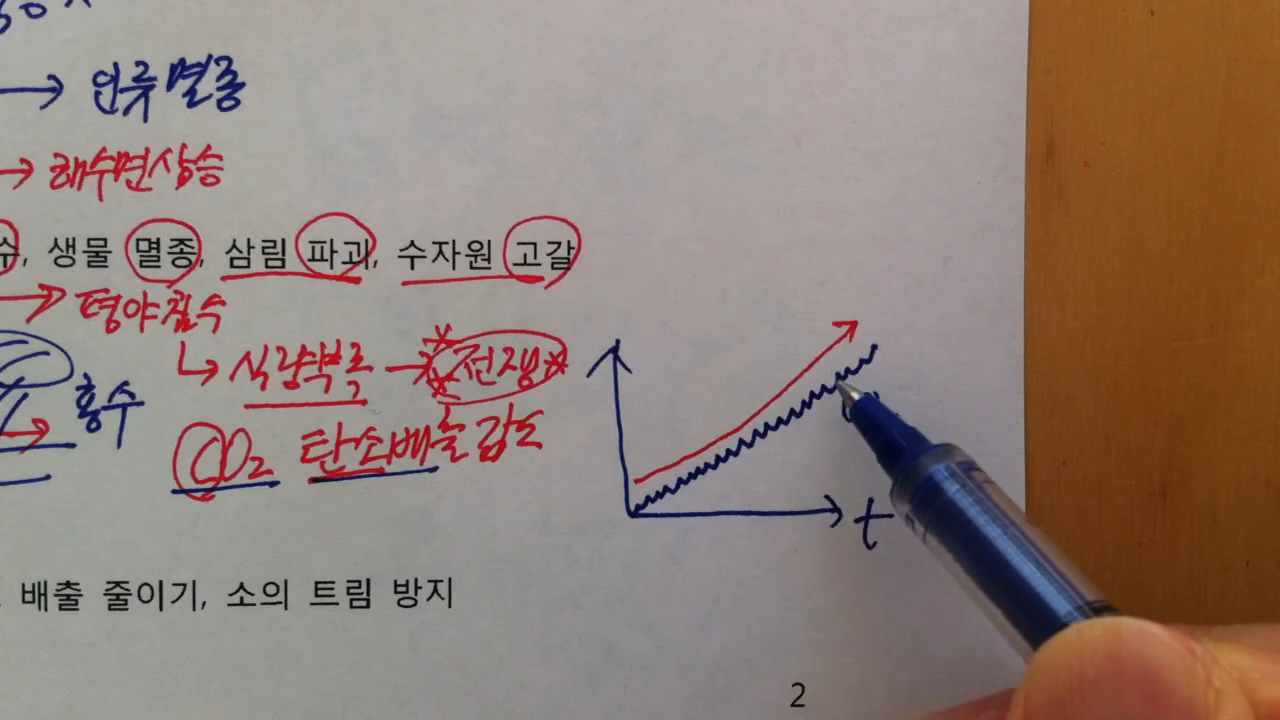 → 인류멸종
→ 해수면상승
수, 생물 멸종, 삼림 파괴, 수자원 고갈
→ 평야침수
↳ 식량부족 → 전쟁
홍수
CO₂ 탄소배출감소
t
배출 줄이기, 소의 트림 방지
2